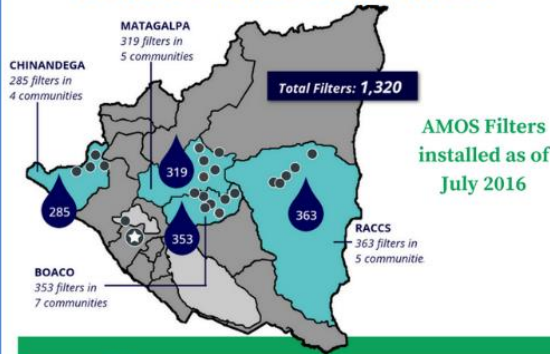 MATAGALPA
319 filters in
5 communities
CHINANDEGA
285 filters in
4 communities
Total Filters: 1,320
AMOS Filters
installed as of
July 2016
319
285
363
353
RACCS
363 filters in
5 communitie
BOACO
353 filters in
7 communities